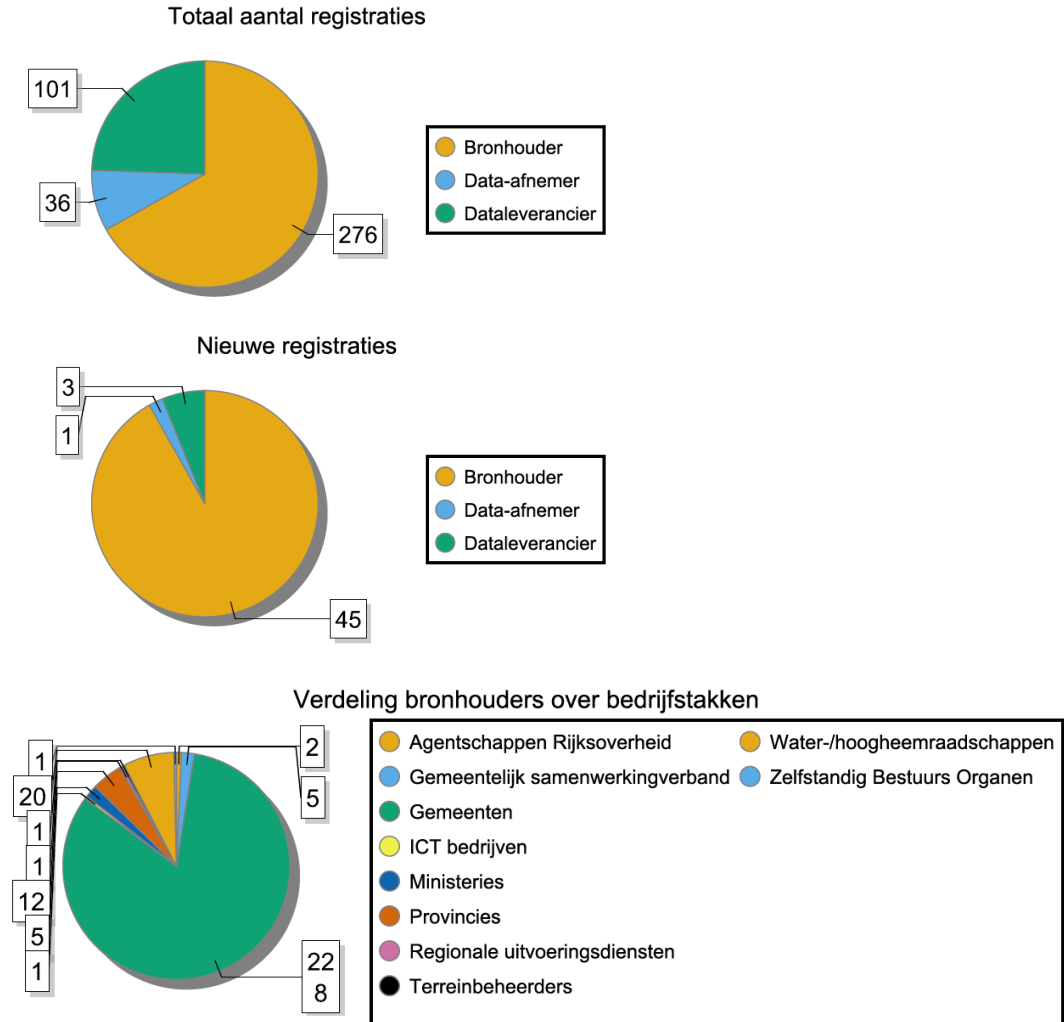 Totaal aantal registraties
101
36
276
Bronhouder
Data-afnemer
Dataleverancier
Nieuwe registraties
3
1
45
Bronhouder
Data-afnemer
Dataleverancier
Verdeling bronhouders over bedrijfstakken
1
20
1
1
12
5
1
2
5
22
8
Agentschappen Rijksoverheid
Gemeentelijk samenwerkingverband
Gemeenten
ICT bedrijven
Ministeries
Provincies
Regionale uitvoeringsdiensten
Terreinbeheerders
Water-/hoogheemraadschappen
Zelfstandig Bestuurs Organen